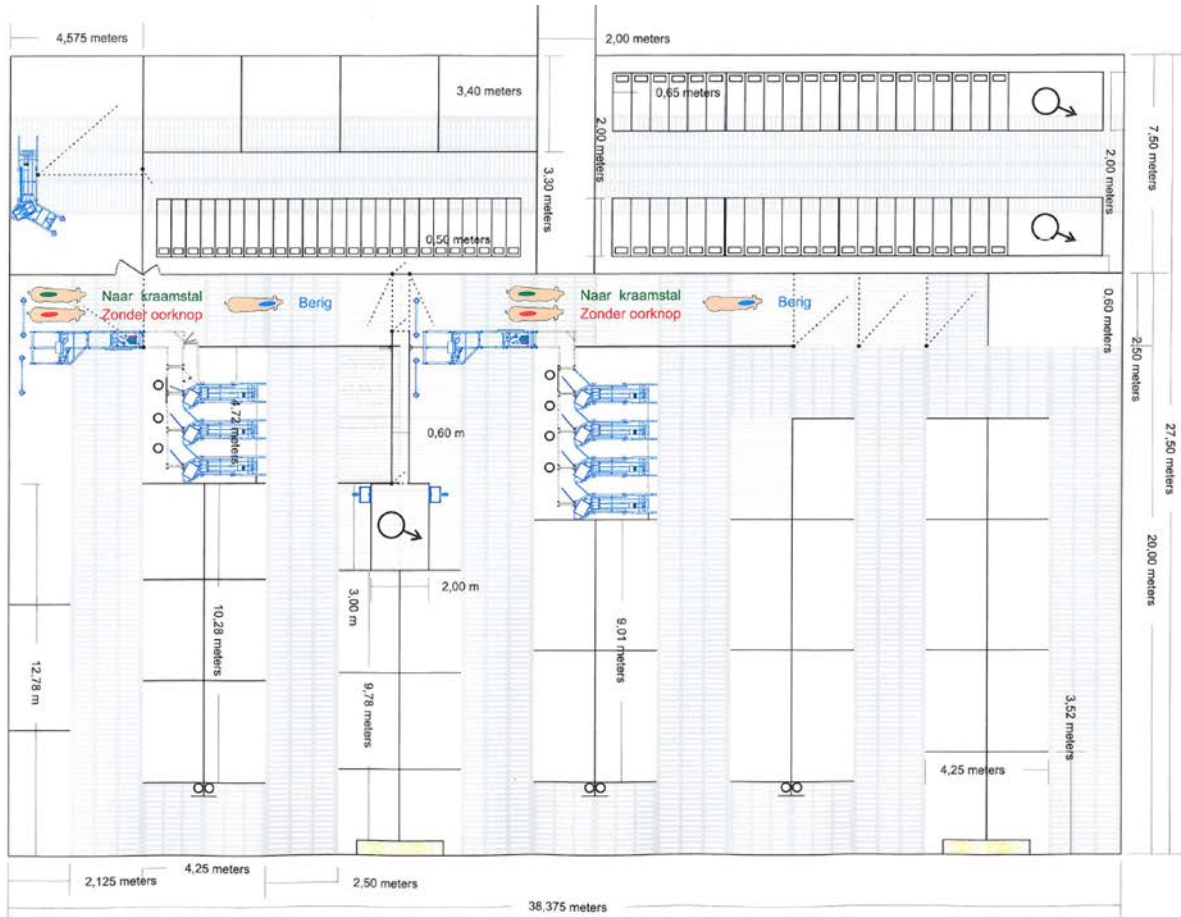 4,575 meters
2,00 meters
3,40 meters
0,65 meters
2,00 meters
2,00 meters
7,50 meters
3,30 meters
0,50 meters
Naar kraamstal
Zonder oorknop
Berig
Naar kraamstal
Zonder oorknop
Berig
0,60 meters
2,50 meters
4,72 meters
0,60 m
27,50 meters
20,00 meters
2,00 m
3,00 m
10,28 meters
9,01 meters
12,78 m
9,78 meters
3,52 meters
4,25 meters
4,25 meters
2,125 meters
2,50 meters
38,375 meters